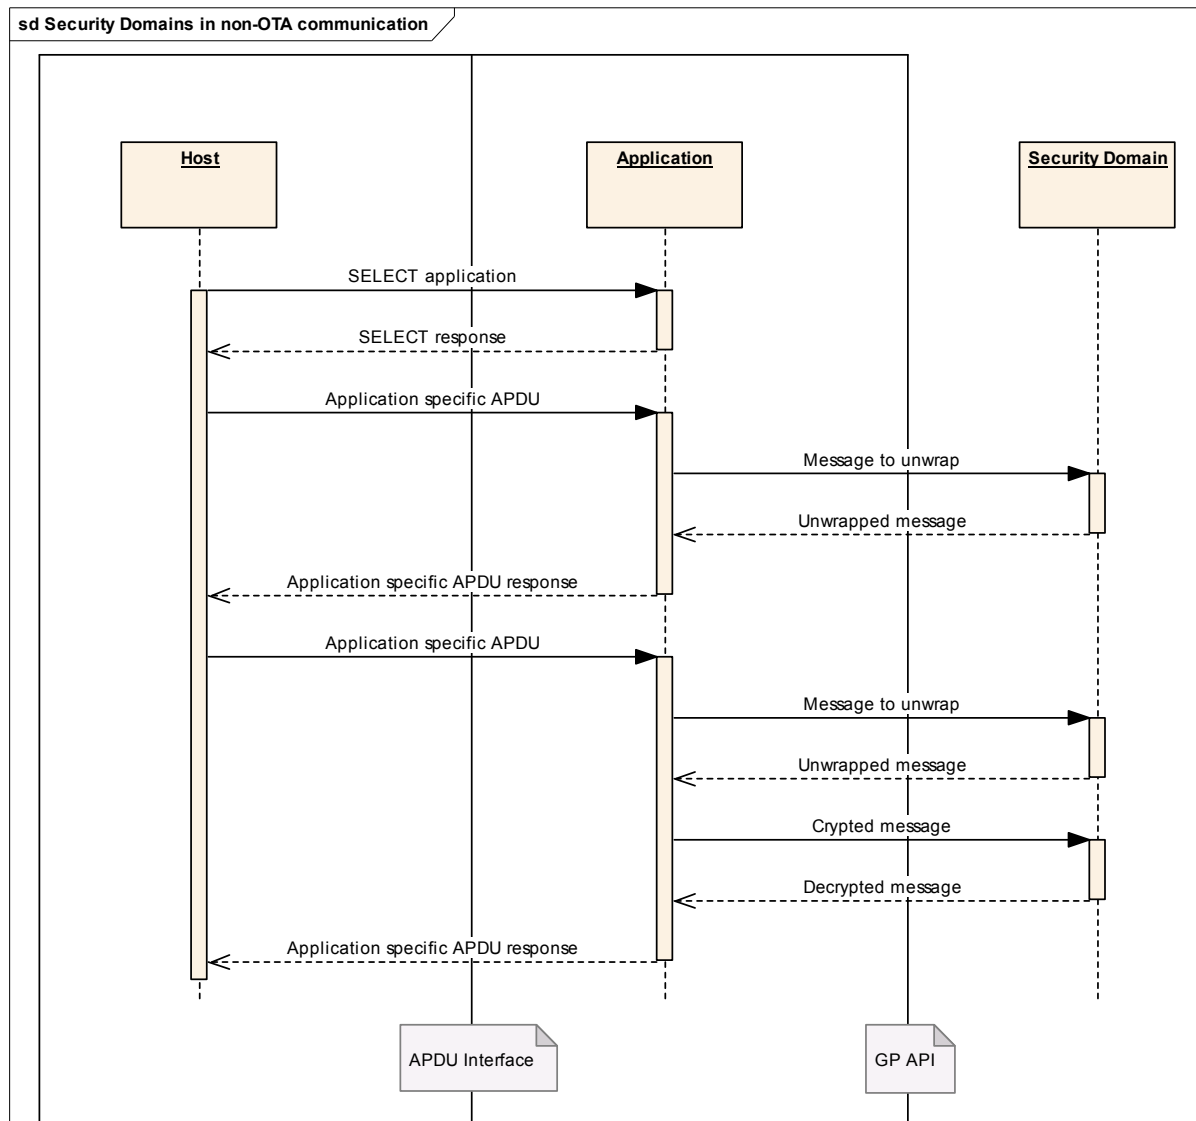 sd Security Domains in non-OTA communication
Host
Application
Security Domain
SELECT application
SELECT response
Application specific APDU
Message to unwrap
Unwrapped message
Application specific APDU response
Application specific APDU
Message to unwrap
Unwrapped message
Crypted message
Decrypted message
Application specific APDU response
APDU Interface
GP API